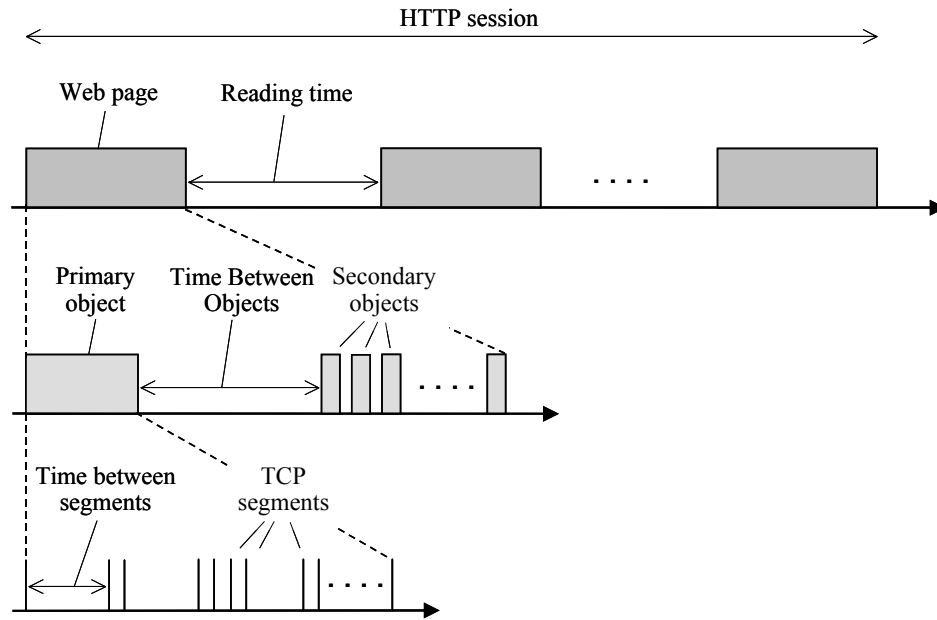 HTTP session
Web page
Reading time
Primary
object
Time Between
Objects
Secondary
objects
Time between
segments
TCP
segments